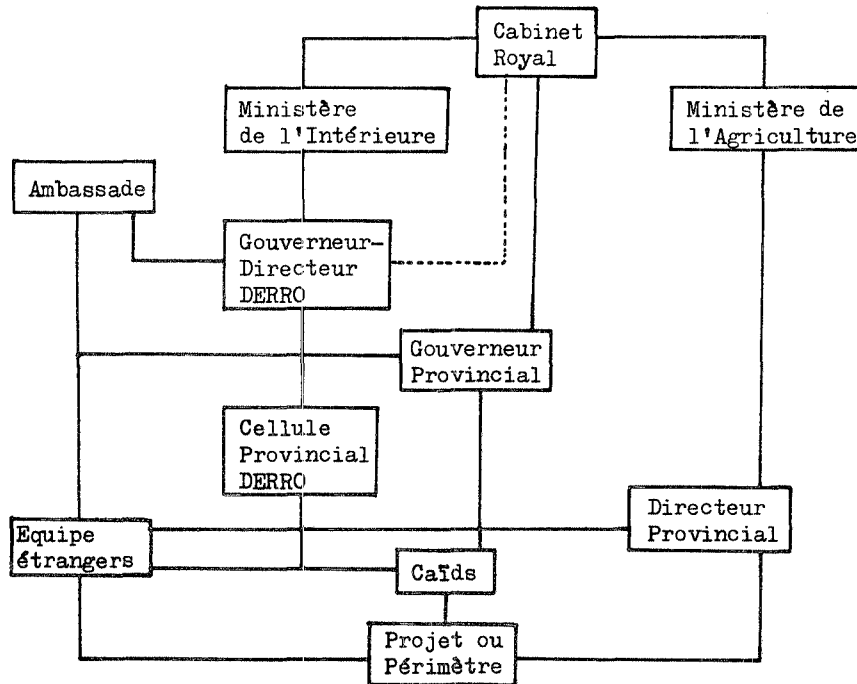 Cabinet
Royal
Ministère
de l'Intérieure
Ministère de
l'Agriculture
Ambassade
Gouverneur-
Directeur
DERRO
Gouverneur
Provincial
Cellule
Provincial
DERRO
Directeur
Provincial
Equipe
étrangers
Caïds
Projet ou
Périmètre